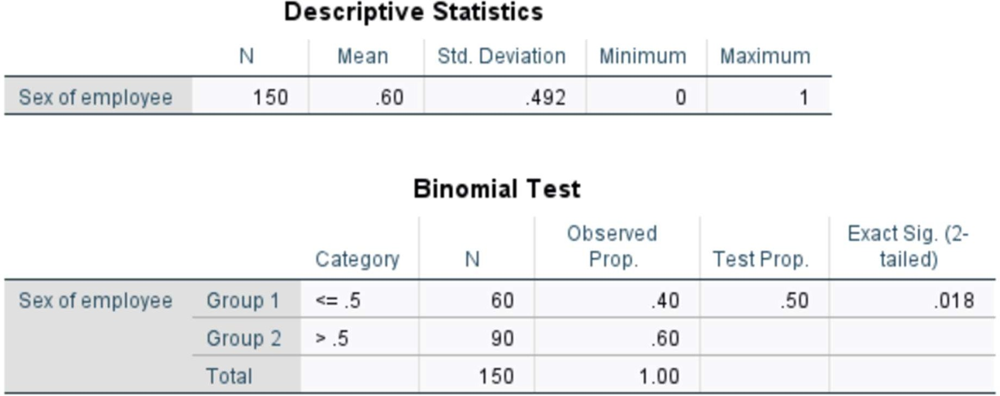 Descriptive Statistics
N Mean Std. Deviation Minimum Maximum
Sex of employee 150 .60 .492 0 1
Binomial Test
Category N Observed Prop. Test Prop. Exact Sig. (2-tailed)
Sex of employee Group 1 <= .5 60 .40 .50 .018
Group 2 > .5 90 .60
Total 150 1.00